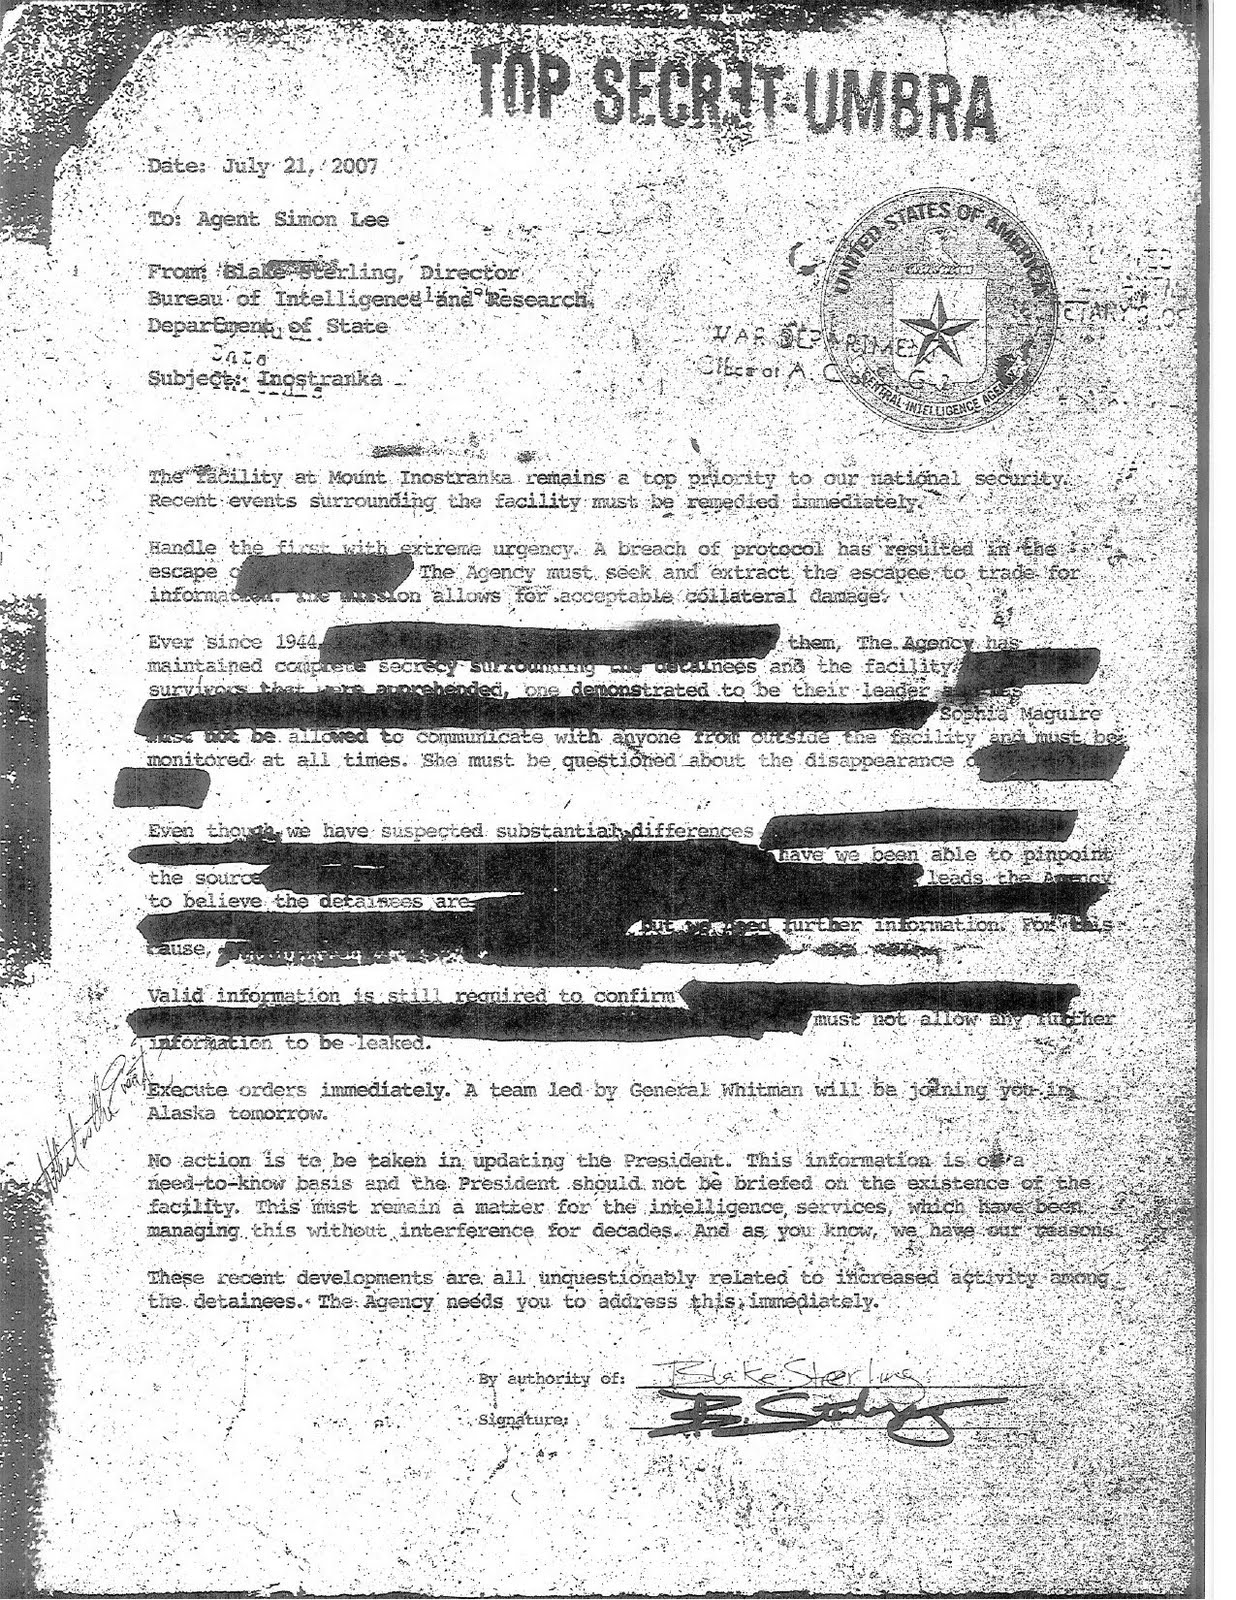 TOP SECRET UMBRA
Date: July 21, 2007
To: Agent Simon Lee
UNITED STATES OF AMERICA
CENTRAL INTELLIGENCE AGENCY
From: Blake Sterling, Director
Bureau of Intelligence and Research
Department of State
WAR DEPARTMENT
Office of A. C. of S., G-2
Subject: Inostranka
The facility at Mount Inostranka remains a top priority to our national security.
Recent events surrounding the facility must be remedied immediately.
Handle the first with extreme urgency. A breach of protocol has resulted in the
escape The Agency must seek and extract the escapee to trade for
information. The mission allows for acceptable collateral damage.
Ever since 1944, them, The Agency has
maintained complete secrecy surrounding the detainees and the facility
survivors that were apprehended, one demonstrated to be their leader
Sophia Maguire
must not be allowed to communicate with anyone from outside the facility and must be
monitored at all times. She must be questioned about the disappearance
Even though we have suspected substantial differences
have we been able to pinpoint
the source leads the Agency
to believe the detainees are
but we need further information. For this
cause,
Valid information is still required to confirm
must not allow any further
information to be leaked.
Execute orders immediately. A team led by General Whitman will be joining you in
Alaska tomorrow.
No action is to be taken in updating the President. This information is on a
need-to-know basis and the President should not be briefed on the existence of the
facility. This must remain a matter for the intelligence services, which have been
managing this without interference for decades. And as you know, we have our reasons.
These recent developments are all unquestionably related to increased activity among
the detainees. The Agency needs you to address this immediately.
By authority of: Blake Sterling
Signature: B. Sterling